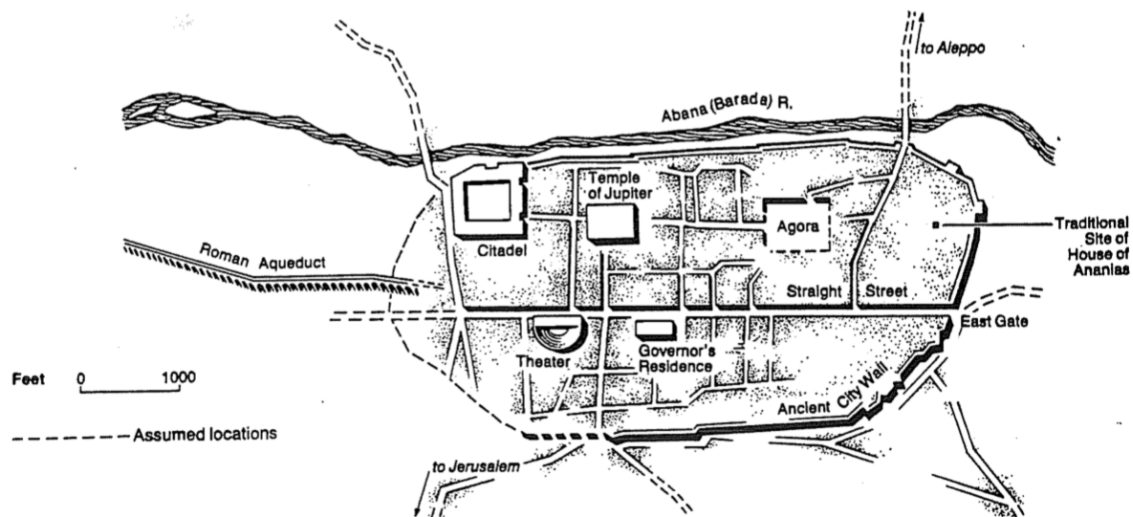 to Aleppo
Abana (Barada) R.
Temple
of Jupiter
Agora
Traditional
Site of
House of
Ananias
Citadel
Roman Aqueduct
Straight Street
East Gate
Theater
Governor's
Residence
Feet 0 1000
Ancient City Wall
Assumed locations
to Jerusalem